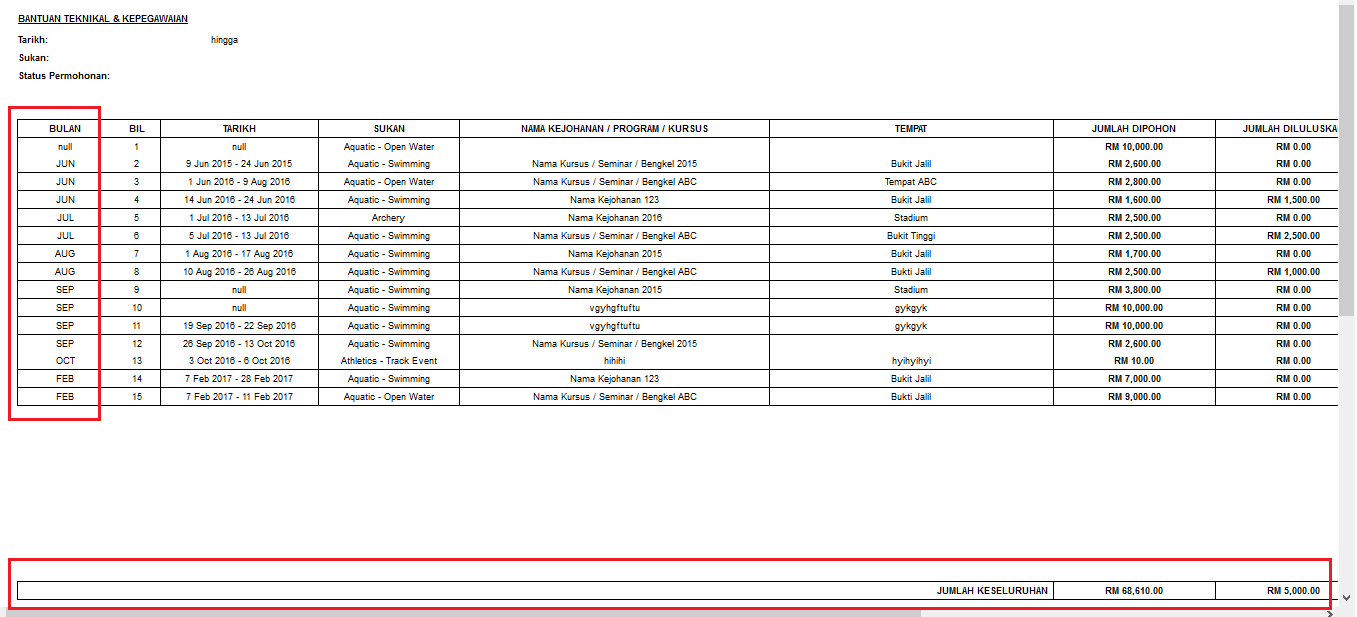 BANTUAN TEKNIKAL & KEPEGAWAIAN
Tarikh: hingga
Sukan:
Status Permohonan:
BULAN BIL TARIKH SUKAN NAMA KEJOHANAN / PROGRAM / KURSUS TEMPAT JUMLAH DIPOHON JUMLAH DILULUSKA
null 1 null Aquatic - Open Water RM 10,000.00 RM 0.00
JUN 2 9 Jun 2015 - 24 Jun 2015 Aquatic - Swimming Nama Kursus / Seminar / Bengkel 2015 Bukit Jalil RM 2,600.00 RM 0.00
JUN 3 1 Jun 2016 - 9 Aug 2016 Aquatic - Open Water Nama Kursus / Seminar / Bengkel ABC Tempat ABC RM 2,800.00 RM 0.00
JUN 4 14 Jun 2016 - 24 Jun 2016 Aquatic - Swimming Nama Kejohanan 123 Bukit Jalil RM 1,600.00 RM 1,500.00
JUL 5 1 Jul 2016 - 13 Jul 2016 Archery Nama Kejohanan 2016 Stadium RM 2,500.00 RM 0.00
JUL 6 5 Jul 2016 - 13 Jul 2016 Aquatic - Swimming Nama Kursus / Seminar / Bengkel ABC Bukit Tinggi RM 2,500.00 RM 2,500.00
AUG 7 1 Aug 2016 - 17 Aug 2016 Aquatic - Swimming Nama Kejohanan 2015 Bukit Jalil RM 1,700.00 RM 0.00
AUG 8 10 Aug 2016 - 26 Aug 2016 Aquatic - Swimming Nama Kursus / Seminar / Bengkel ABC Bukti Jalil RM 2,500.00 RM 1,000.00
SEP 9 null Aquatic - Swimming Nama Kejohanan 2015 Stadium RM 3,800.00 RM 0.00
SEP 10 null Aquatic - Swimming vgyhgftuftu gykgyk RM 10,000.00 RM 0.00
SEP 11 19 Sep 2016 - 22 Sep 2016 Aquatic - Swimming vgyhgftuftu gykgyk RM 10,000.00 RM 0.00
SEP 12 26 Sep 2016 - 13 Oct 2016 Aquatic - Swimming Nama Kursus / Seminar / Bengkel 2015 RM 2,600.00 RM 0.00
OCT 13 3 Oct 2016 - 6 Oct 2016 Athletics - Track Event hihihi hyihyihyi RM 10.00 RM 0.00
FEB 14 7 Feb 2017 - 28 Feb 2017 Aquatic - Swimming Nama Kejohanan 123 Bukit Jalil RM 7,000.00 RM 0.00
FEB 15 7 Feb 2017 - 11 Feb 2017 Aquatic - Open Water Nama Kursus / Seminar / Bengkel ABC Bukti Jalil RM 9,000.00 RM 0.00
JUMLAH KESELURUHAN RM 68,610.00 RM 5,000.00